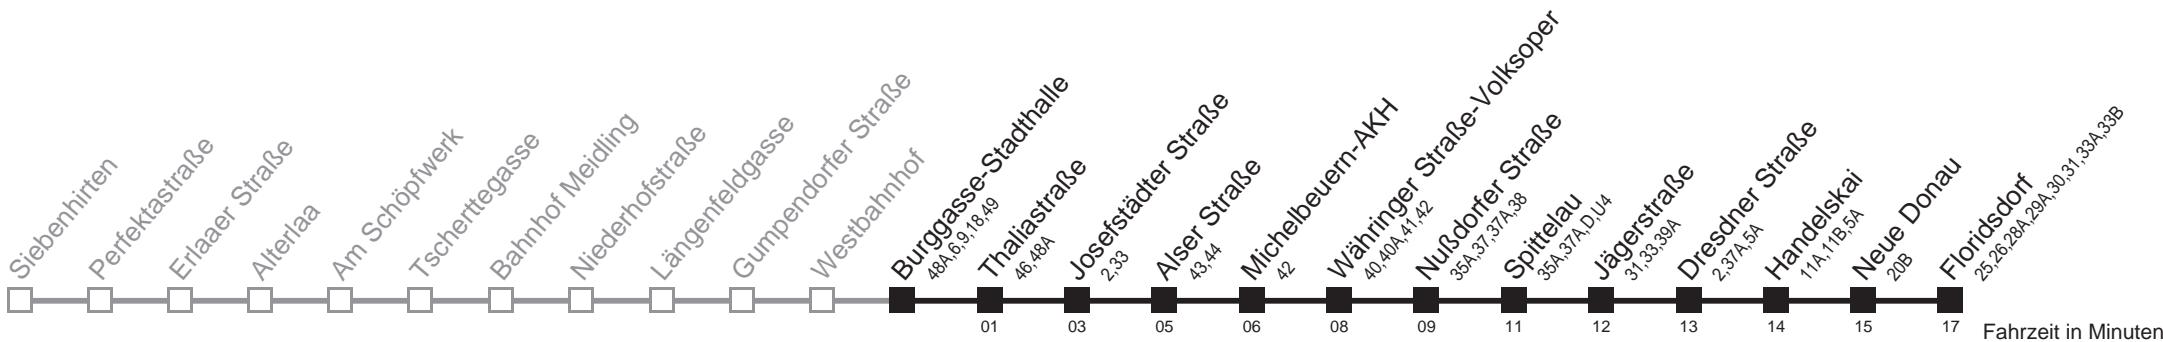 Siebenhirten
Perfektastraße
Erlaaer Straße
Alterlaa
Am Schöpfwerk
Tscherttegasse
Bahnhof Meidling
Niederhofstraße
Längenfeldgasse
Gumpendorfer Straße
Westbahnhof
Burggasse-Stadthalle
48A,6,9,18,49
Thaliastraße
46,48A
Josefstädter Straße
2,33
Alser Straße
43,44
Michelbeuern-AKH
42
Währinger Straße-Volksoper
40,40A,41,42
Nußdorfer Straße
35A,37,37A,38
Spittelau
35A,37A,D,U4
Jägerstraße
31,33,39A
Dresdner Straße
2,37A,5A
Handelskai
11A,11B,5A
Neue Donau
20B
Floridsdorf
25,26,28A,29A,30,31,33A,33B
01 03 05 06 08 09 11 12 13 14 15 17
Fahrzeit in Minuten